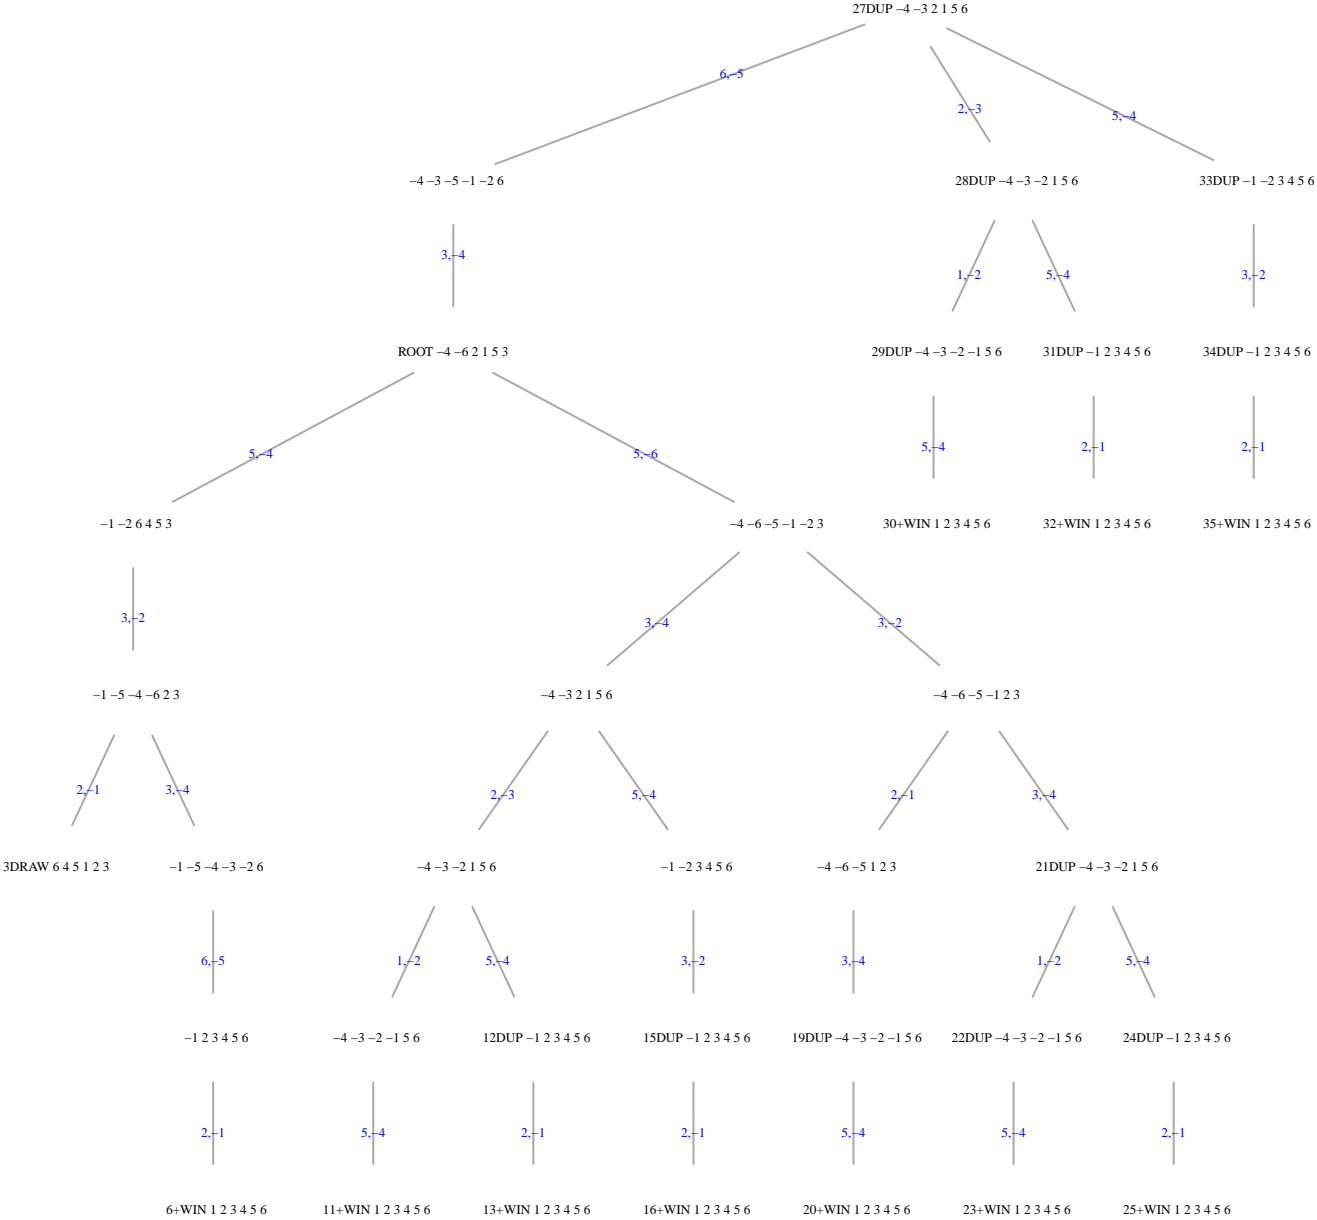 27DUP −4 −3 2 1 5 6
6,−5
2,−3
5,−4
−4 −3 −5 −1 −2 6
28DUP −4 −3 −2 1 5 6
33DUP −1 −2 3 4 5 6
3,−4
1,−2
5,−4
3,−2
ROOT −4 −6 2 1 5 3
29DUP −4 −3 −2 −1 5 6
31DUP −1 2 3 4 5 6
34DUP −1 2 3 4 5 6
5,−4
5,−6
5,−4
2,−1
2,−1
−1 −2 6 4 5 3
−4 −6 −5 −1 −2 3
30+WIN 1 2 3 4 5 6
32+WIN 1 2 3 4 5 6
35+WIN 1 2 3 4 5 6
3,−2
3,−4
3,−2
−1 −5 −4 −6 2 3
−4 −3 2 1 5 6
−4 −6 −5 −1 2 3
2,−1
3,−4
2,−3
5,−4
2,−1
3,−4
3DRAW 6 4 5 1 2 3
−1 −5 −4 −3 −2 6
−4 −3 −2 1 5 6
−1 −2 3 4 5 6
−4 −6 −5 1 2 3
21DUP −4 −3 −2 1 5 6
6,−5
1,−2
5,−4
3,−2
3,−4
1,−2
5,−4
−1 2 3 4 5 6
−4 −3 −2 −1 5 6
12DUP −1 2 3 4 5 6
15DUP −1 2 3 4 5 6
19DUP −4 −3 −2 −1 5 6
22DUP −4 −3 −2 −1 5 6
24DUP −1 2 3 4 5 6
2,−1
5,−4
2,−1
2,−1
5,−4
5,−4
2,−1
6+WIN 1 2 3 4 5 6
11+WIN 1 2 3 4 5 6
13+WIN 1 2 3 4 5 6
16+WIN 1 2 3 4 5 6
20+WIN 1 2 3 4 5 6
23+WIN 1 2 3 4 5 6
25+WIN 1 2 3 4 5 6